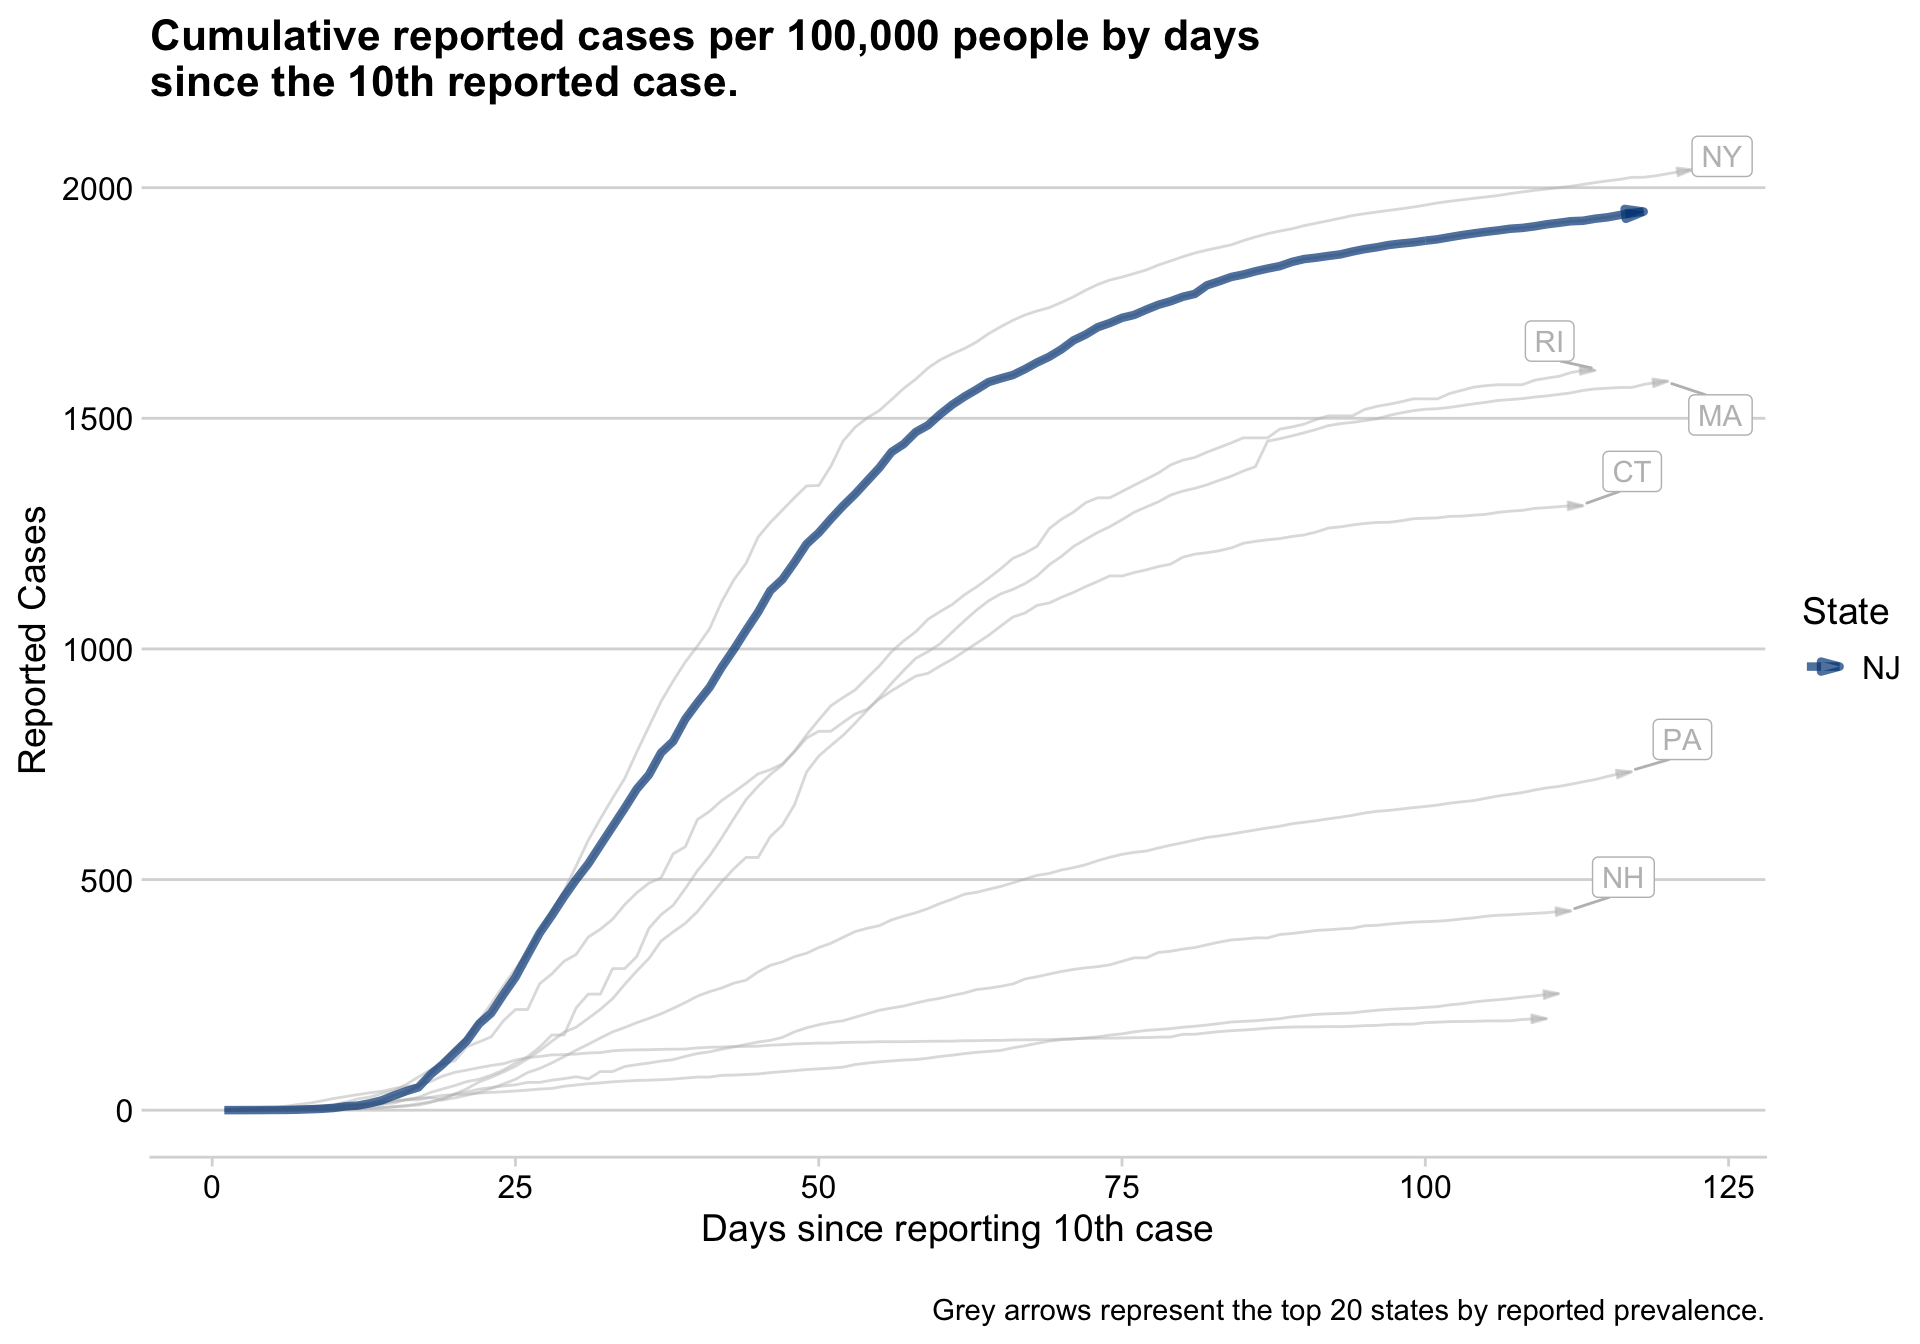 Cumulative reported cases per 100,000 people by days
since the 10th reported case.
NY
2000
RI
1500
MA
CT
Reported Cases
State
NJ
1000
PA
500
NH
0
0 25 50 75 100 125
Days since reporting 10th case
Grey arrows represent the top 20 states by reported prevalence.